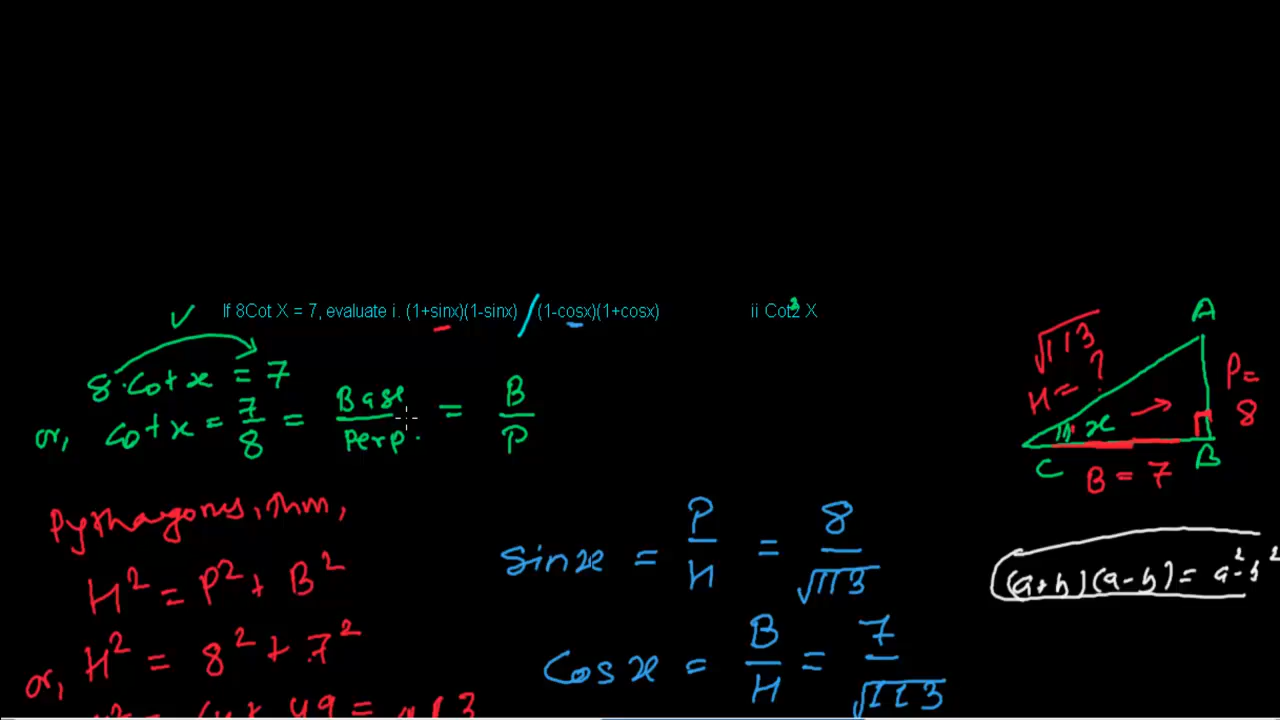 If 8Cot X = 7, evaluate i. (1+sinx)(1-sinx) / (1-cosx)(1+cosx) ii Cot2 X
8·Cot x = 7
or, Cot x = 7/8 = Base/Perp. = B/P
A
√113
H = ?
P = 8
x
C
B
B = 7
Pythagores, thm,
H² = P² + B²
or, H² = 8² + 7²
sin x = P/H = 8/√113
Cos x = B/H = 7/√113
(a+b)(a-b) = a²-b²